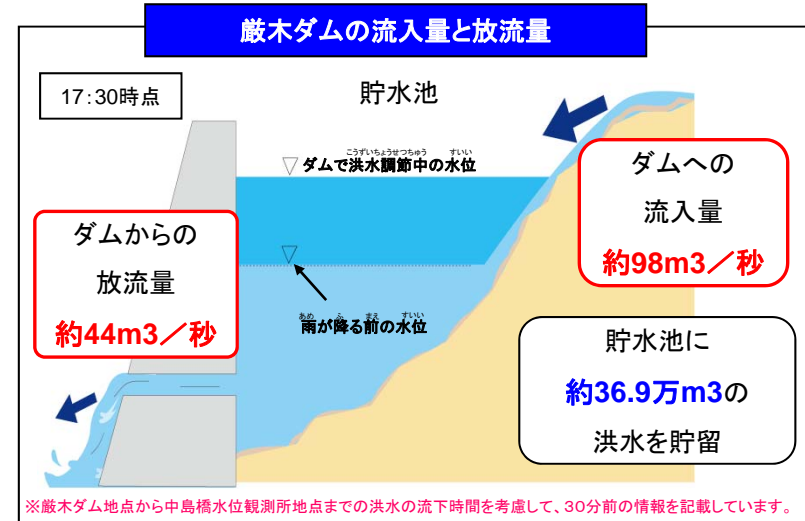 厳木ダムの流入量と放流量
17:30時点
貯水池
こうずいちょうせつちゅう すいい
▽ダムで洪水調節中の水位
ダムへの
流入量
約98m3／秒
ダムからの
放流量
約44m3／秒
あめ ふ まえ すいい
雨が降る前の水位
貯水池に
約36.9万m3の
洪水を貯留
※厳木ダム地点から中島橋水位観測所地点までの洪水の流下時間を考慮して、30分前の情報を記載しています。